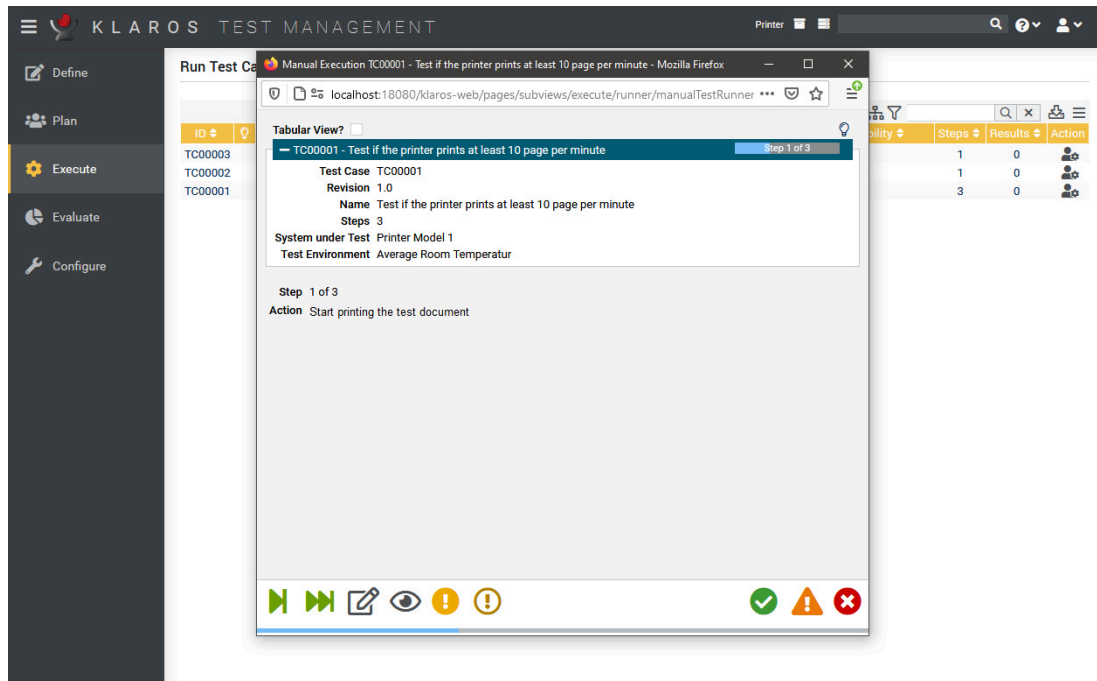 KLAROS TEST MANAGEMENT
Printer
Define
Plan
Execute
Evaluate
Configure
Run Test Ca
ID
bility Steps Results Action
TC00003 1 0
TC00002 1 0
TC00001 3 0
Manual Execution TC00001 - Test if the printer prints at least 10 page per minute - Mozilla Firefox
localhost:18080/klaros-web/pages/subviews/execute/runner/manualTestRunner
Tabular View?
TC00001 - Test if the printer prints at least 10 page per minute Step 1 of 3
Test Case TC00001
Revision 1.0
Name Test if the printer prints at least 10 page per minute
Steps 3
System under Test Printer Model 1
Test Environment Average Room Temperatur
Step 1 of 3
Action Start printing the test document